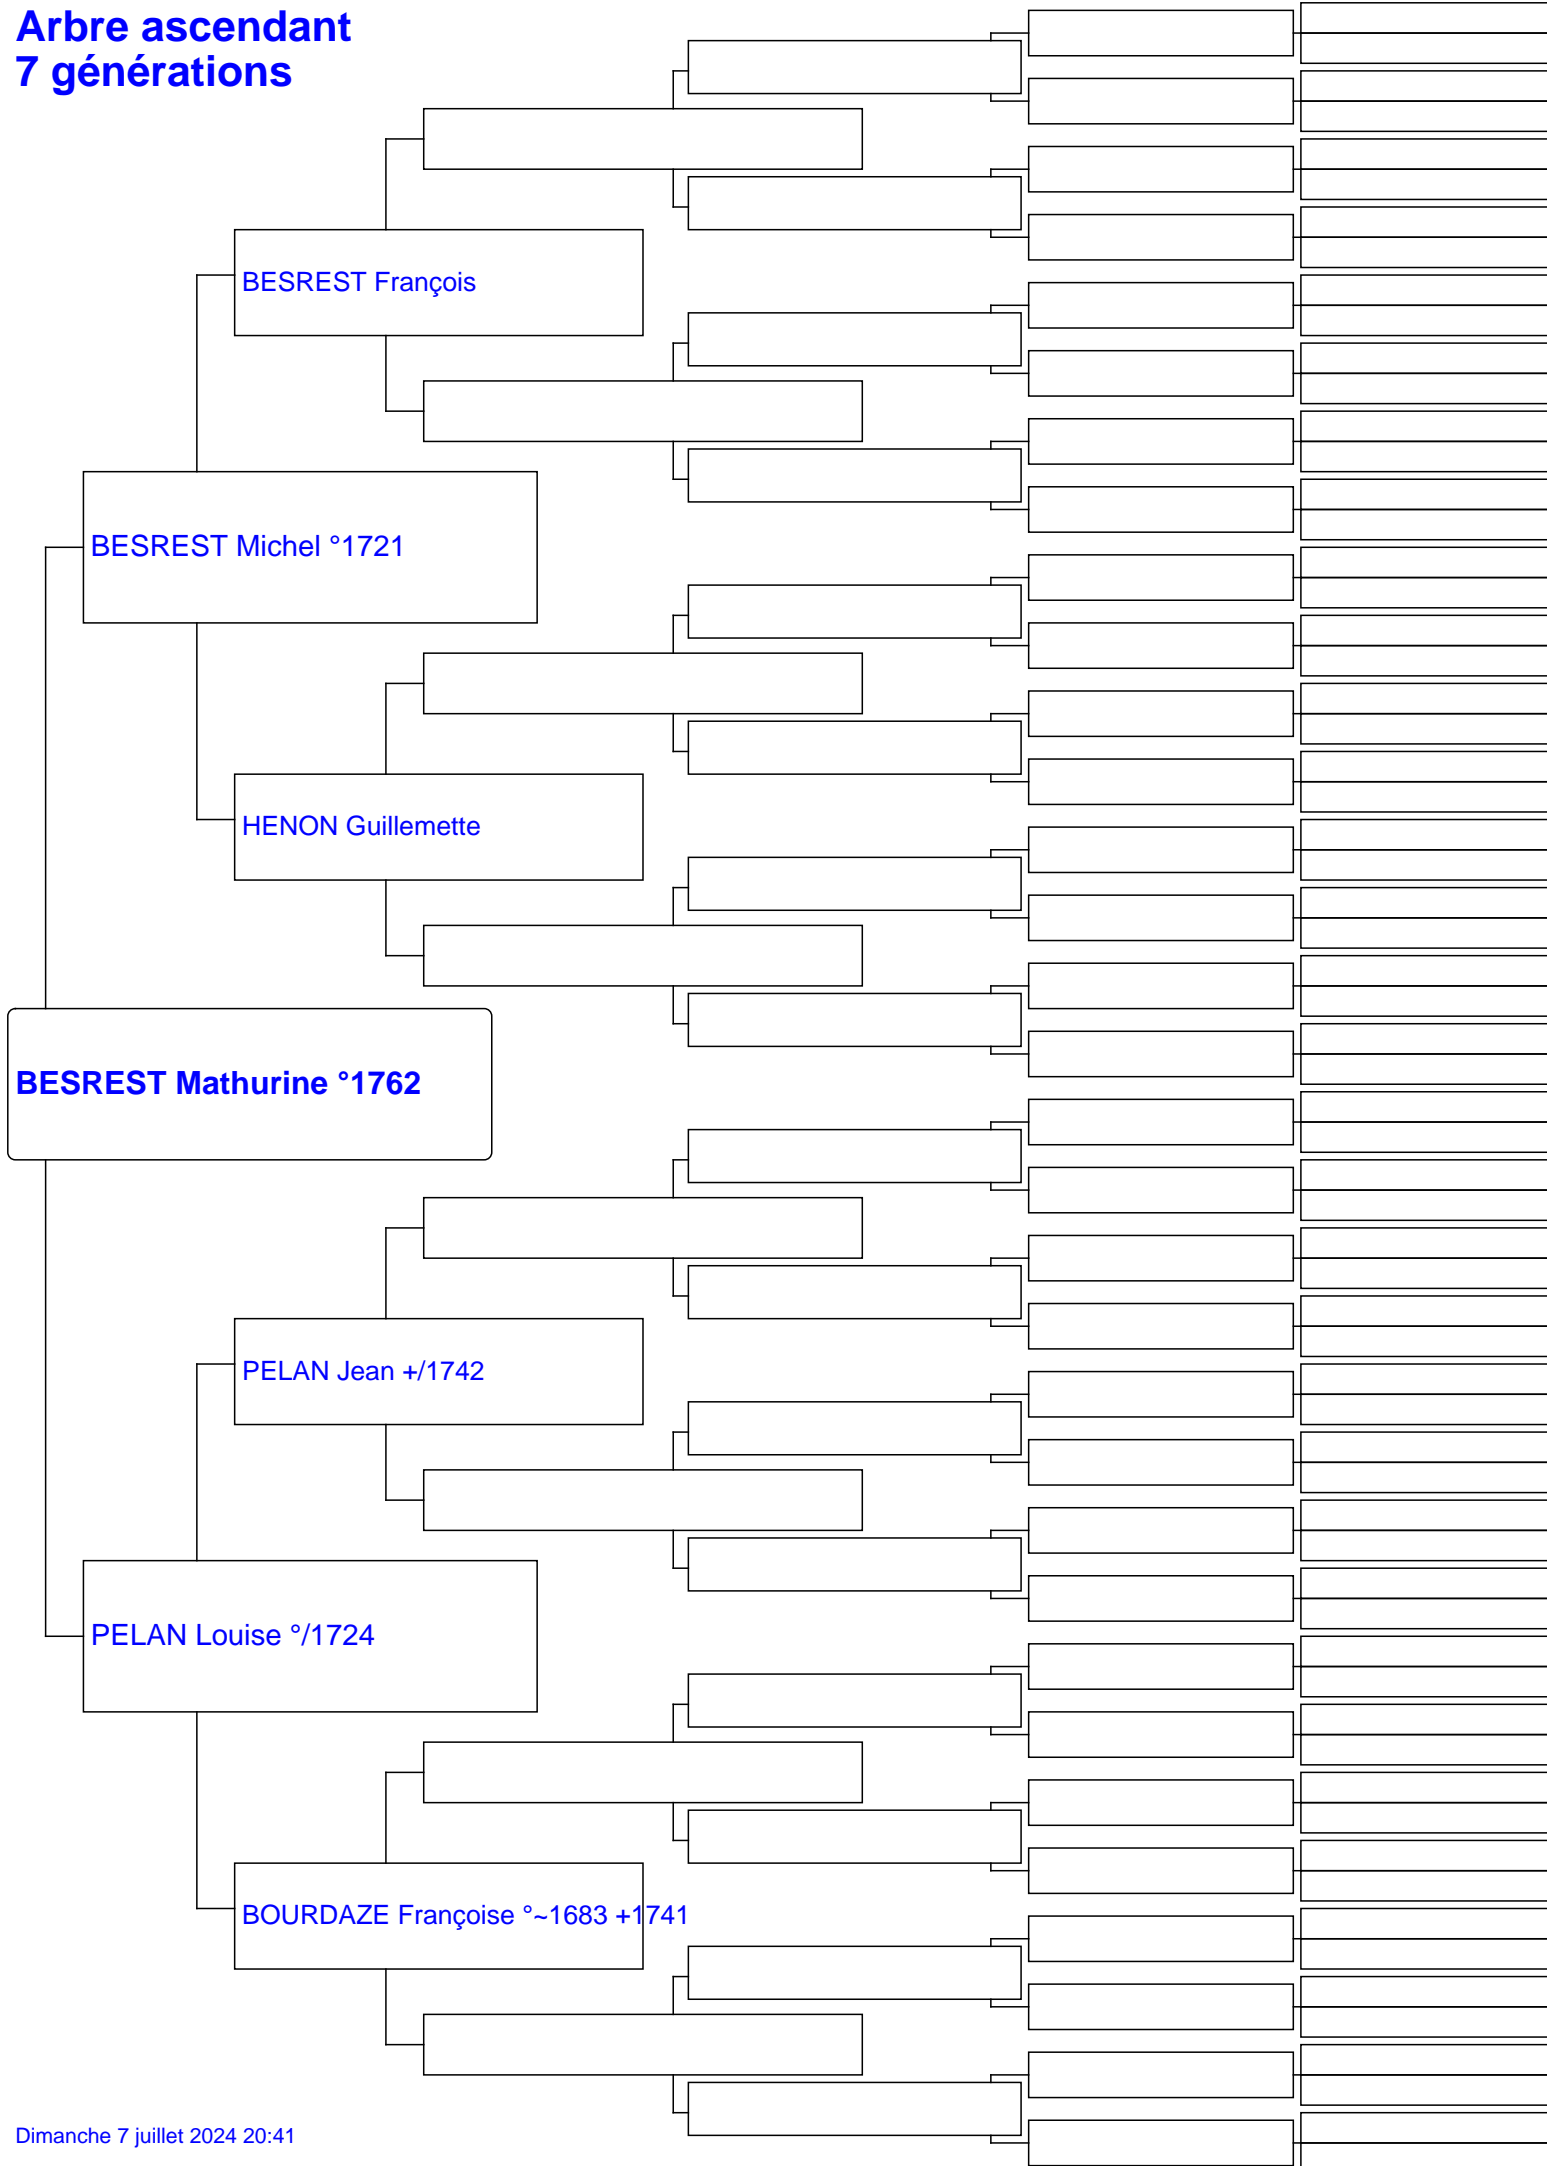 Arbre ascendant
7 générations
BESREST François
BESREST Michel °1721
HENON Guillemette
BESREST Mathurine °1762
PELAN Jean +/1742
PELAN Louise °/1724
BOURDAZE Françoise °~1683 +1741
Dimanche 7 juillet 2024 20:41